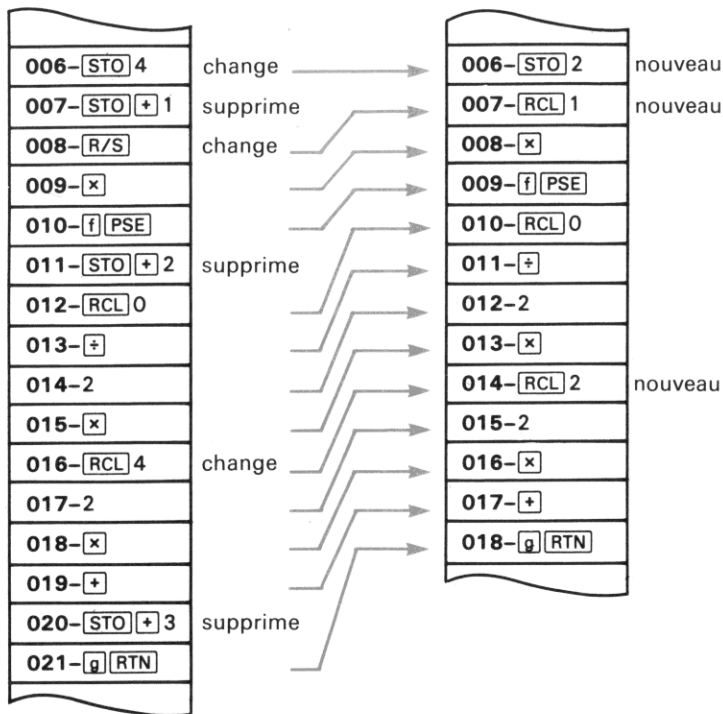 006–STO 4 change
007–STO + 1 supprime
008–R/S change
009–×
010–f PSE
011–STO + 2 supprime
012–RCL 0
013–÷
014–2
015–×
016–RCL 4 change
017–2
018–×
019–+
020–STO + 3 supprime
021–g RTN
006–STO 2 nouveau
007–RCL 1 nouveau
008–×
009–f PSE
010–RCL 0
011–÷
012–2
013–×
014–RCL 2 nouveau
015–2
016–×
017–+
018–g RTN